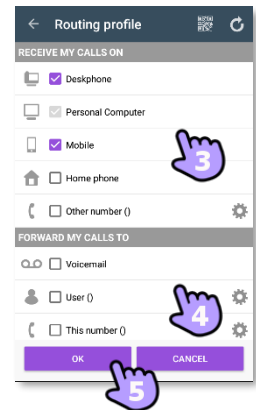 Routing profile
RECEIVE MY CALLS ON
Deskphone
Personal Computer
Mobile
3
Home phone
Other number ()
FORWARD MY CALLS TO
Voicemail
User ()
4
This number ()
OK CANCEL
5